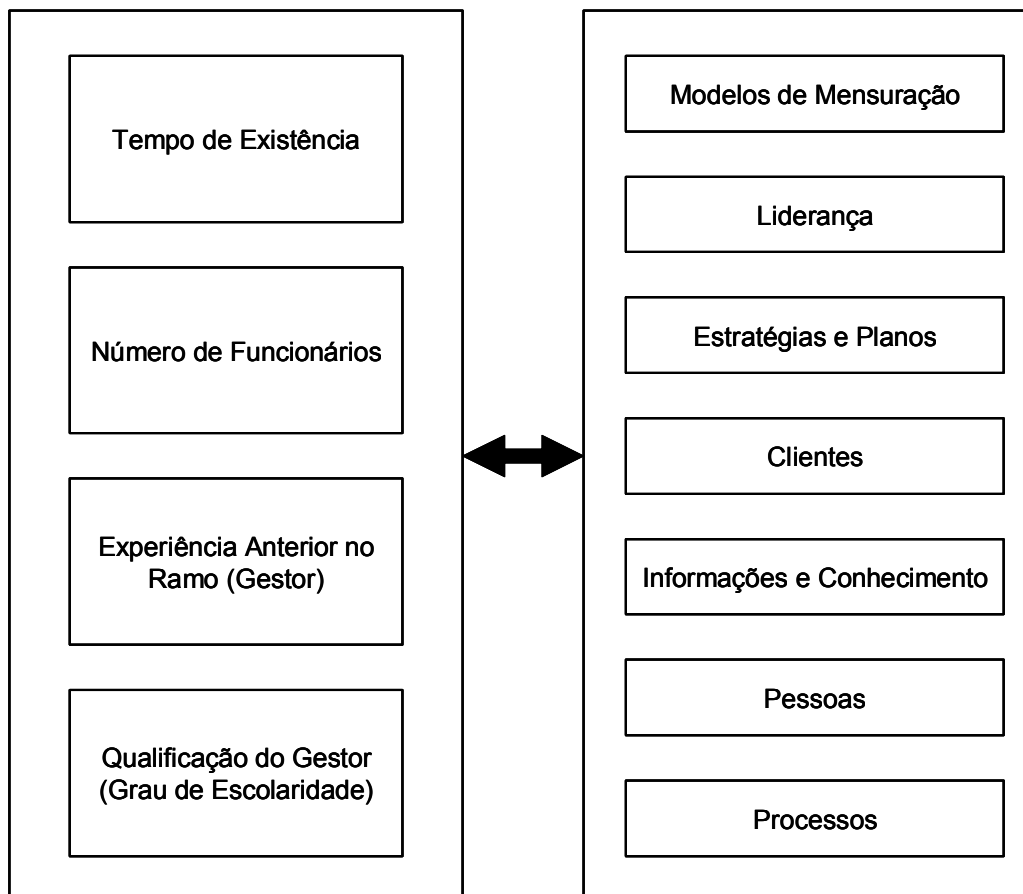 Tempo de Existência
Número de Funcionários
Experiência Anterior no
Ramo (Gestor)
Qualificação do Gestor
(Grau de Escolaridade)
Modelos de Mensuração
Liderança
Estratégias e Planos
Clientes
Informações e Conhecimento
Pessoas
Processos